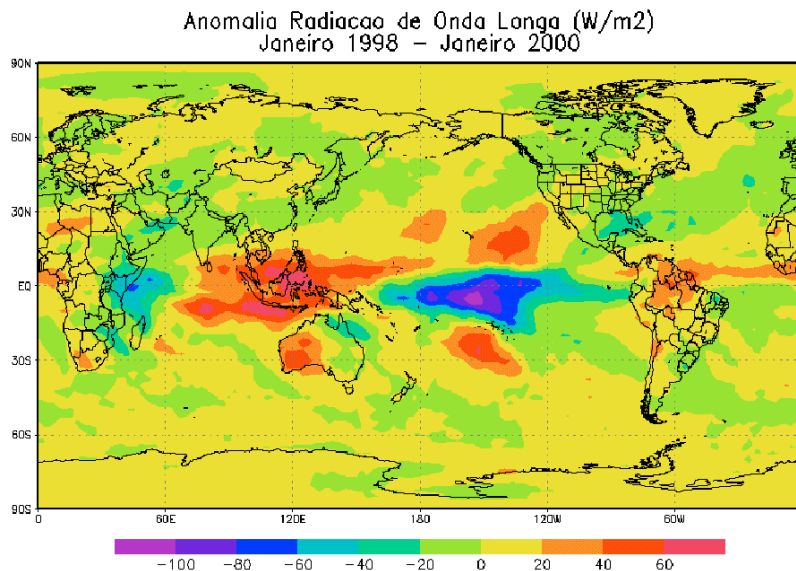 Anomalia Radiacao de Onda Longa (W/m2)
Janeiro 1998 – Janeiro 2000
90N
60N
30N
EQ
30S
60S
90S
0 60E 120E 180 120W 60W
−100 −80 −60 −40 −20 0 20 40 60